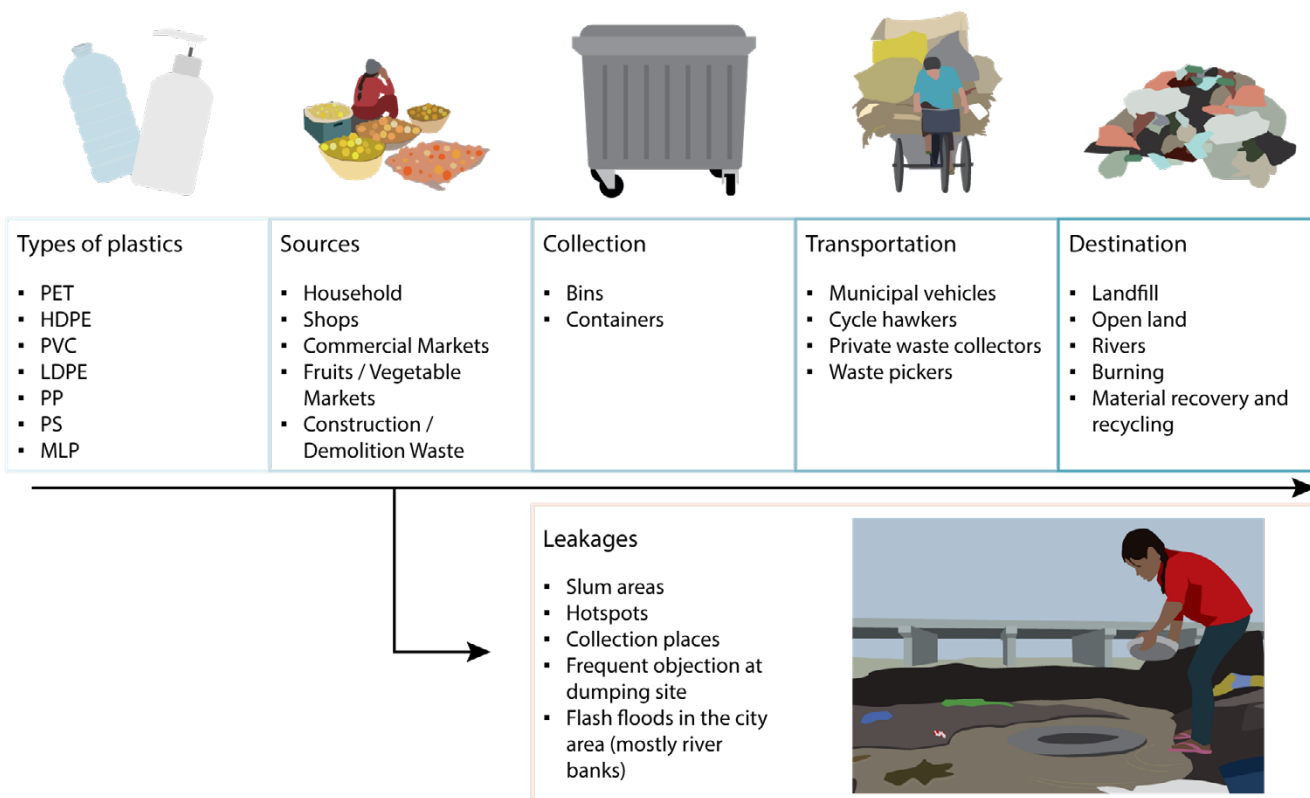 Types of plastics
▪ PET
▪ HDPE
▪ PVC
▪ LDPE
▪ PP
▪ PS
▪ MLP
Sources
▪ Household
▪ Shops
▪ Commercial Markets
▪ Fruits / Vegetable
Markets
▪ Construction /
Demolition Waste
Collection
▪ Bins
▪ Containers
Transportation
▪ Municipal vehicles
▪ Cycle hawkers
▪ Private waste collectors
▪ Waste pickers
Destination
▪ Landfill
▪ Open land
▪ Rivers
▪ Burning
▪ Material recovery and
recycling
Leakages
▪ Slum areas
▪ Hotspots
▪ Collection places
▪ Frequent objection at
dumping site
▪ Flash floods in the city
area (mostly river
banks)